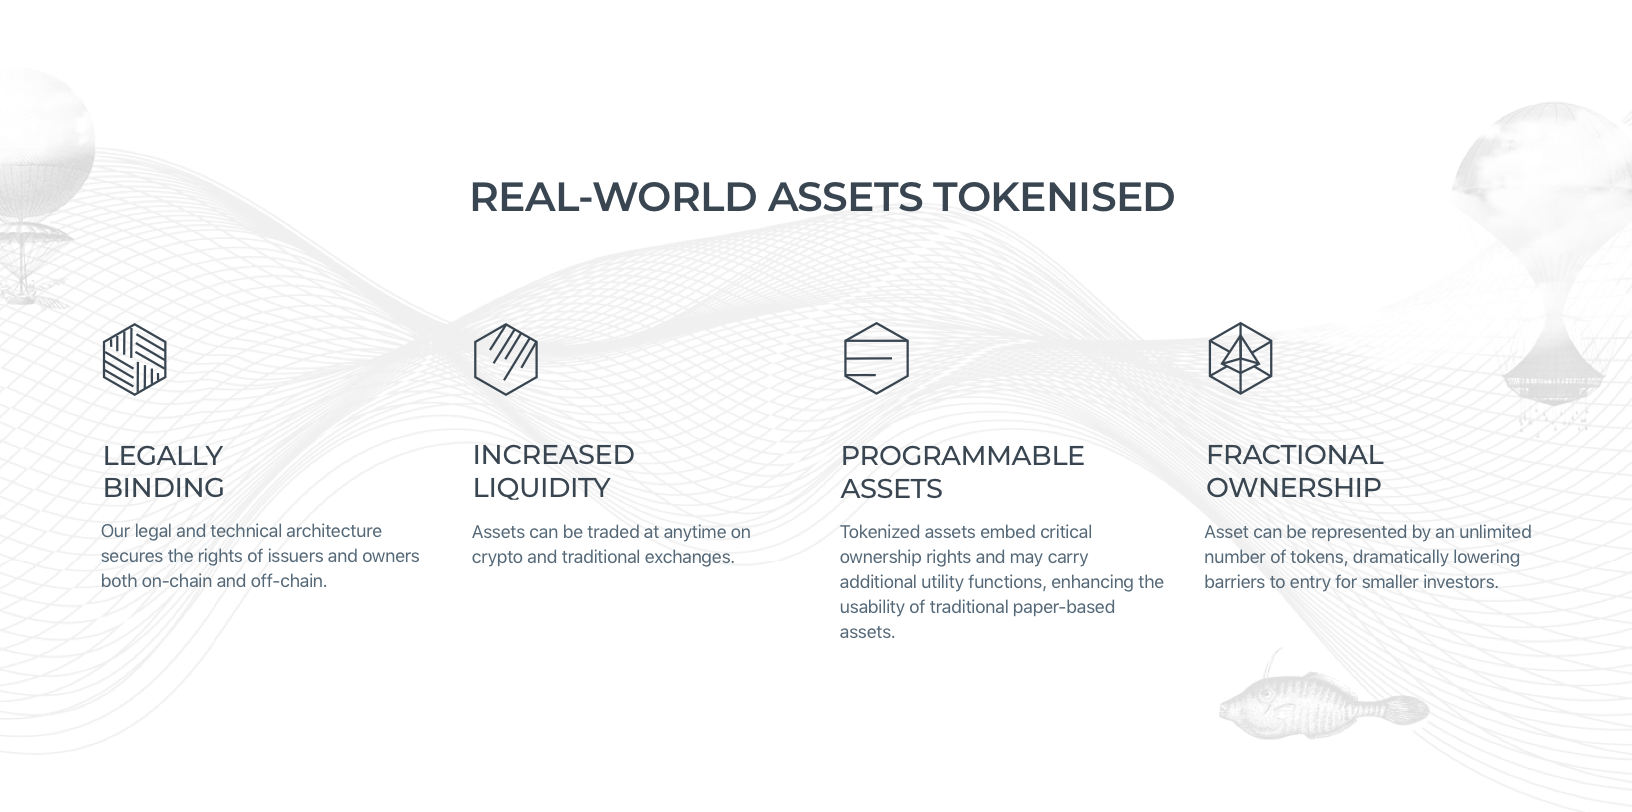 REAL-WORLD ASSETS TOKENISED
LEGALLY
BINDING
Our legal and technical architecture
secures the rights of issuers and owners
both on-chain and off-chain.
INCREASED
LIQUIDITY
Assets can be traded at anytime on
crypto and traditional exchanges.
PROGRAMMABLE
ASSETS
Tokenized assets embed critical
ownership rights and may carry
additional utility functions, enhancing the
usability of traditional paper-based
assets.
FRACTIONAL
OWNERSHIP
Asset can be represented by an unlimited
number of tokens, dramatically lowering
barriers to entry for smaller investors.